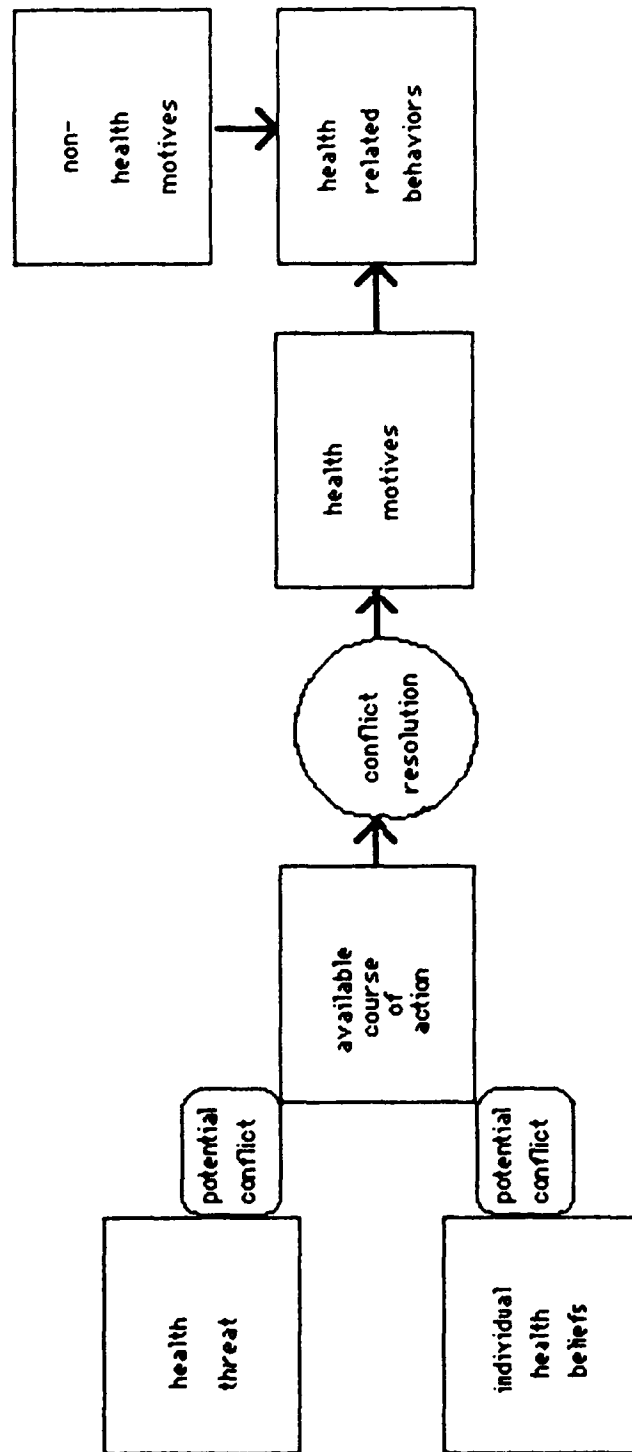 health
threat
potential
conflict
individual
health
beliefs
potential
conflict
available
course
of
action
conflict
resolution
health
motives
non-
health
motives
health
related
behaviors